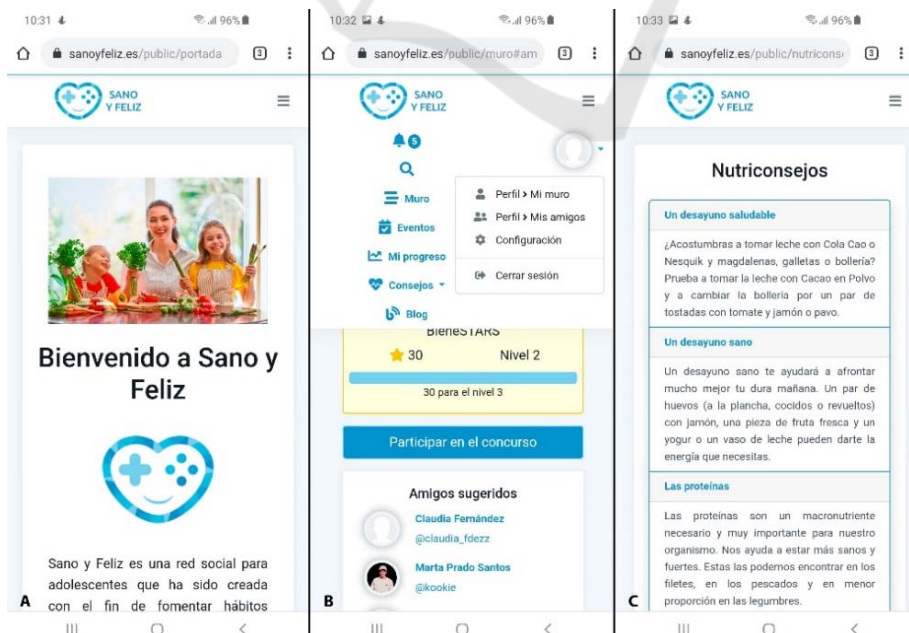 10:31
96%
sanoyfeliz.es/public/portada
3
SANO
Y FELIZ
Bienvenido a Sano y
Feliz
Sano y Feliz es una red social para
adolescentes que ha sido creada
con el fin de fomentar hábitos
A
10:32
96%
sanoyfeliz.es/public/muro#am
3
SANO
Y FELIZ
5
Muro
Eventos
Mi progreso
Consejos
Blog
Perfil > Mi muro
Perfil > Mis amigos
Configuración
Cerrar sesión
BieneSTARS
30 Nivel 2
30 para el nivel 3
Participar en el concurso
Amigos sugeridos
Claudia Fernández
@claudia_fdezz
Marta Prado Santos
@kookie
B
10:33
96%
sanoyfeliz.es/public/nutriconse
3
SANO
Y FELIZ
Nutriconsejos
Un desayuno saludable
¿Acostumbras a tomar leche con Cola Cao o
Nesquik y magdalenas, galletas o bollería?
Prueba a tomar la leche con Cacao en Polvo
y a cambiar la bollería por un par de
tostadas con tomate y jamón o pavo.
Un desayuno sano
Un desayuno sano te ayudará a afrontar
mucho mejor tu dura mañana. Un par de
huevos (a la plancha, cocidos o revueltos)
con jamón, una pieza de fruta fresca y un
yogur o un vaso de leche pueden darte la
energía que necesitas.
Las proteínas
Las proteínas son un macronutriente
necesario y muy importante para nuestro
organismo. Nos ayuda a estar más sanos y
fuertes. Estas las podemos encontrar en los
filetes, en los pescados y en menor
proporción en las legumbres.
C